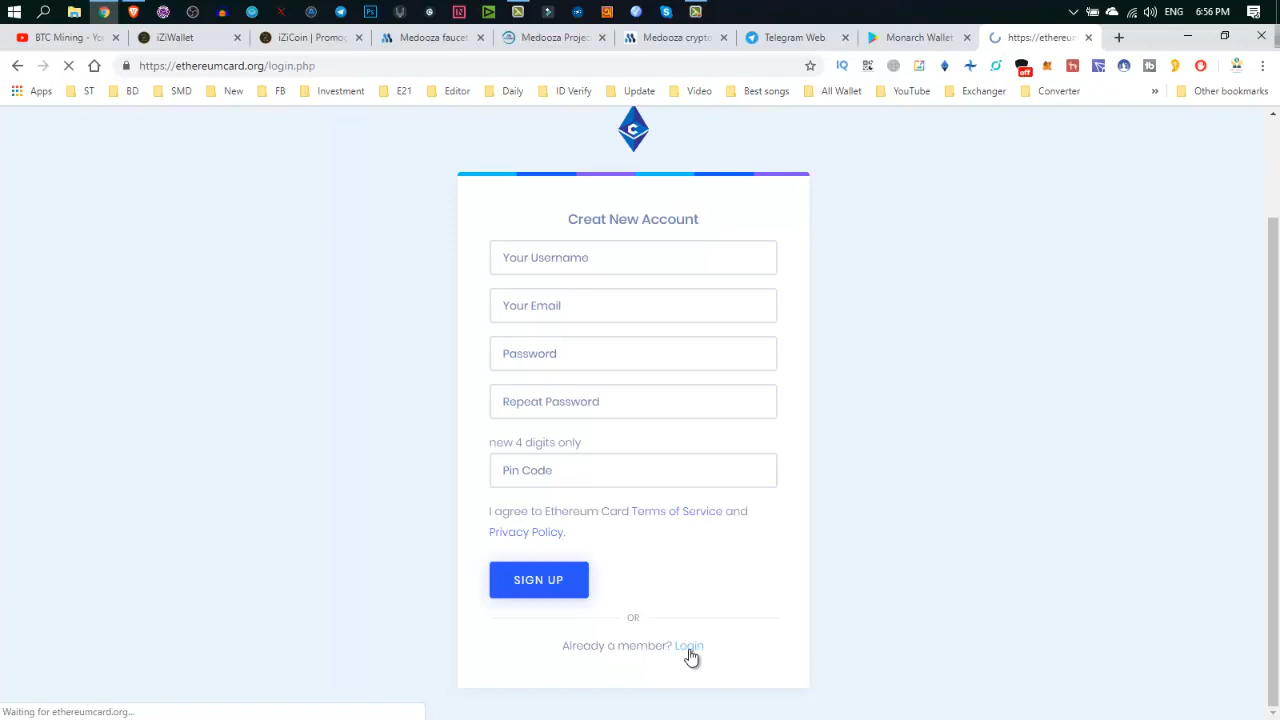 ENG 6:56 PM
BTC Mining - Yo
iZiWallet
iZiCoin | Promo
Medooza faucet
Medooza Proje
Medooza crypto
Telegram Web
Monarch Wallet
https://ethereum
https://ethereumcard.org/login.php
off
Apps ST BD SMD New FB Investment E21 Editor Daily ID Verify Update Video Best songs All Wallet YouTube Exchanger Converter » Other bookmarks
Creat New Account
Your Username
Your Email
Password
Repeat Password
new 4 digits only
Pin Code
I agree to Ethereum Card Terms of Service and
Privacy Policy.
SIGN UP
OR
Already a member? Login
Waiting for ethereumcard.org...